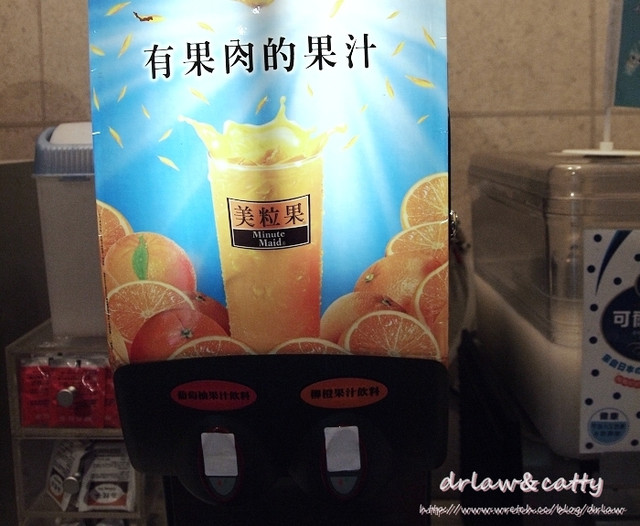 有果肉的果汁
美粒果
Minute
Maid®
葡萄柚果汁飲料
柳橙果汁飲料
可爾
drlaw&catty
http://www.wretch.cc/blog/drlaw